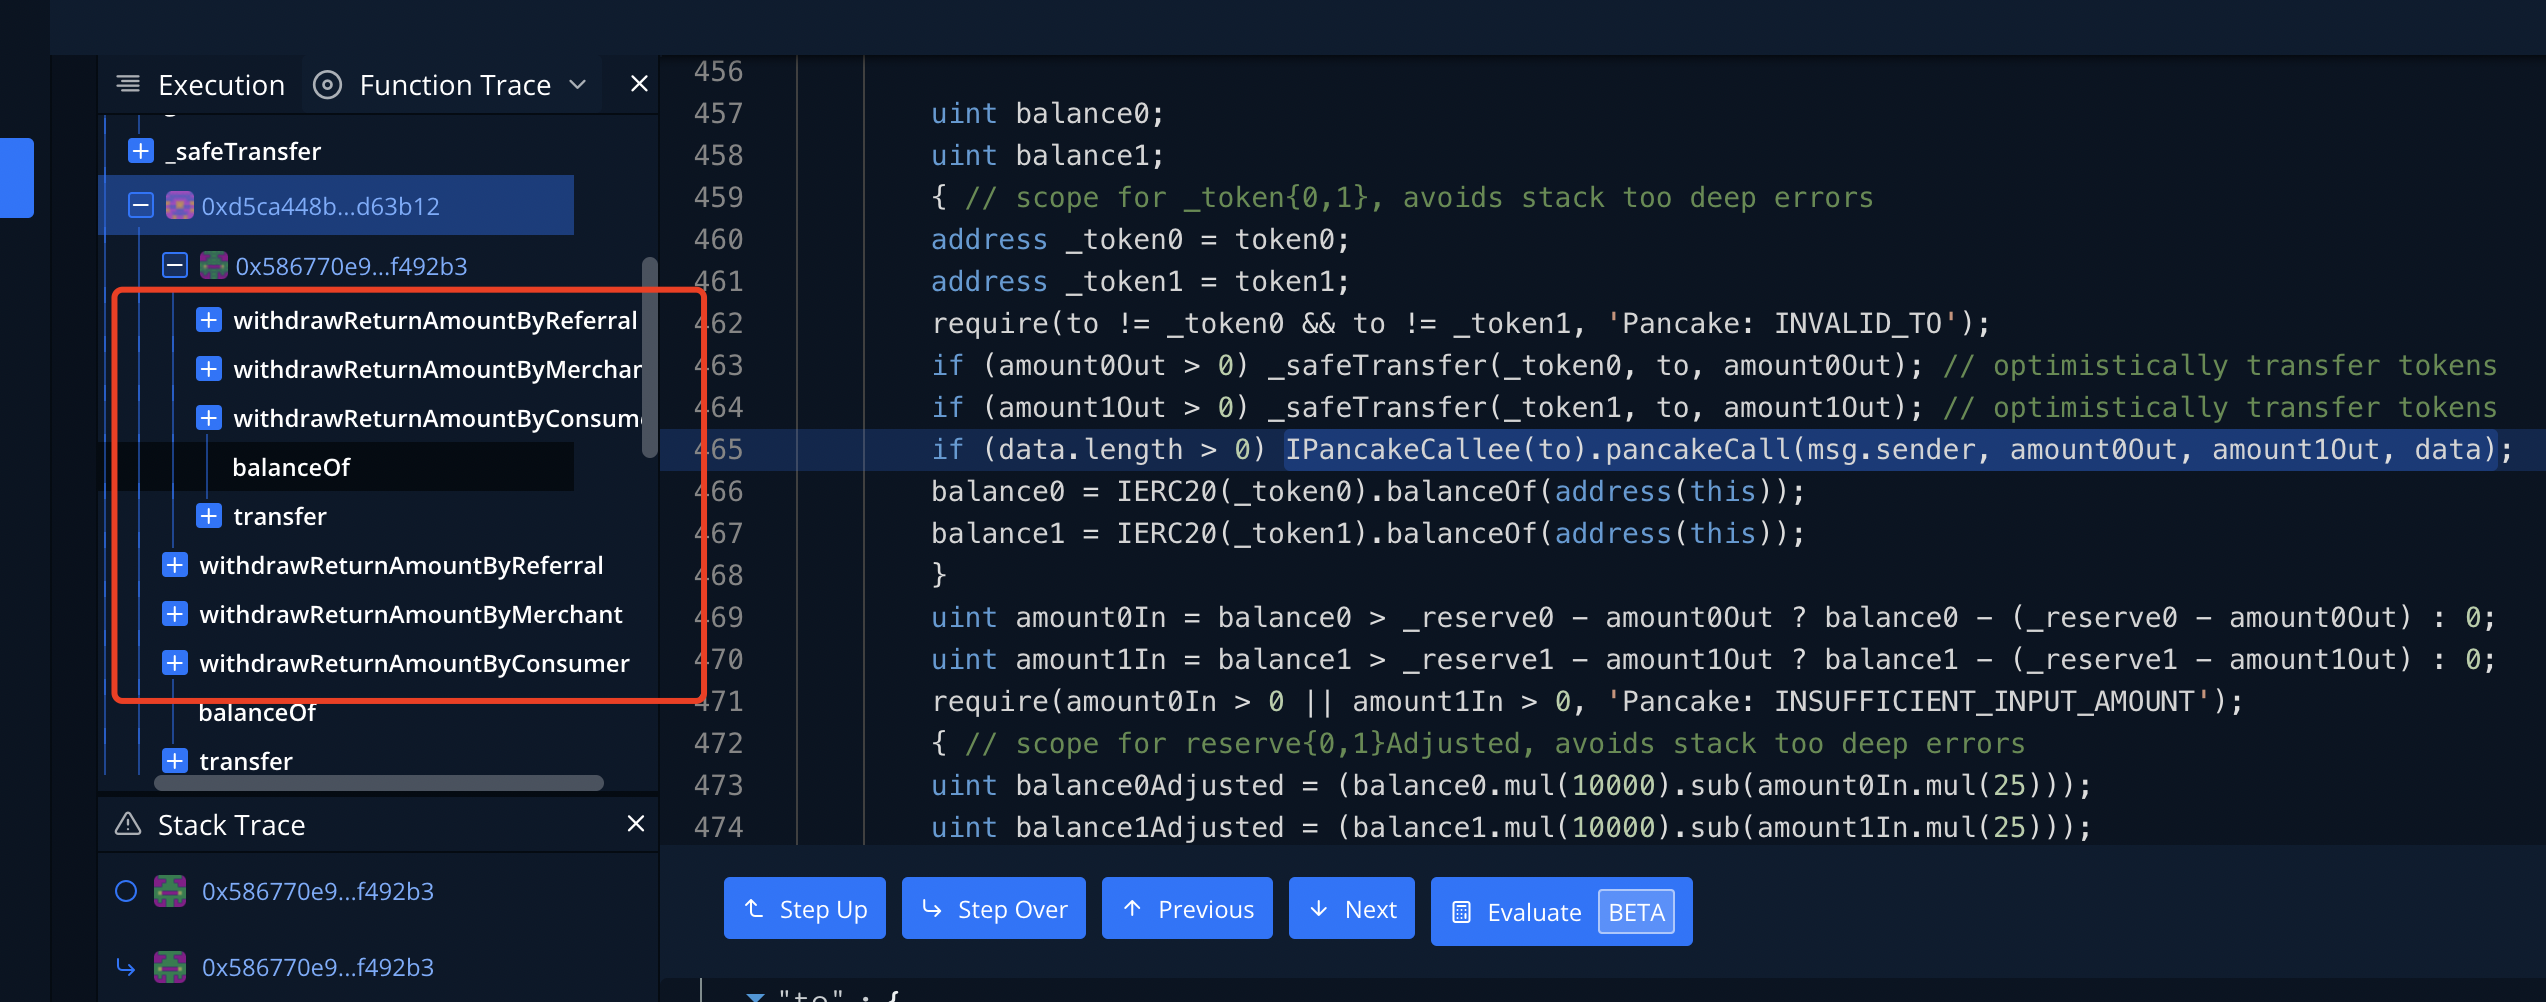 Execution
Function Trace
_safeTransfer
0xd5ca448b...d63b12
0x586770e9...f492b3
withdrawReturnAmountByReferral
withdrawReturnAmountByMerchan
withdrawReturnAmountByConsum
balanceOf
transfer
withdrawReturnAmountByReferral
withdrawReturnAmountByMerchant
withdrawReturnAmountByConsumer
balanceOf
transfer
Stack Trace
0x586770e9...f492b3
0x586770e9...f492b3
456
457 uint balance0;
458 uint balance1;
459 { // scope for _token{0,1}, avoids stack too deep errors
460 address _token0 = token0;
461 address _token1 = token1;
462 require(to != _token0 && to != _token1, 'Pancake: INVALID_TO');
463 if (amount0Out > 0) _safeTransfer(_token0, to, amount0Out); // optimistically transfer tokens
464 if (amount1Out > 0) _safeTransfer(_token1, to, amount1Out); // optimistically transfer tokens
465 if (data.length > 0) IPancakeCallee(to).pancakeCall(msg.sender, amount0Out, amount1Out, data);
466 balance0 = IERC20(_token0).balanceOf(address(this));
467 balance1 = IERC20(_token1).balanceOf(address(this));
468 }
469 uint amount0In = balance0 > _reserve0 - amount0Out ? balance0 - (_reserve0 - amount0Out) : 0;
470 uint amount1In = balance1 > _reserve1 - amount1Out ? balance1 - (_reserve1 - amount1Out) : 0;
471 require(amount0In > 0 || amount1In > 0, 'Pancake: INSUFFICIENT_INPUT_AMOUNT');
472 { // scope for reserve{0,1}Adjusted, avoids stack too deep errors
473 uint balance0Adjusted = (balance0.mul(10000).sub(amount0In.mul(25)));
474 uint balance1Adjusted = (balance1.mul(10000).sub(amount1In.mul(25)));
Step Up
Step Over
Previous
Next
Evaluate BETA
"to" : {